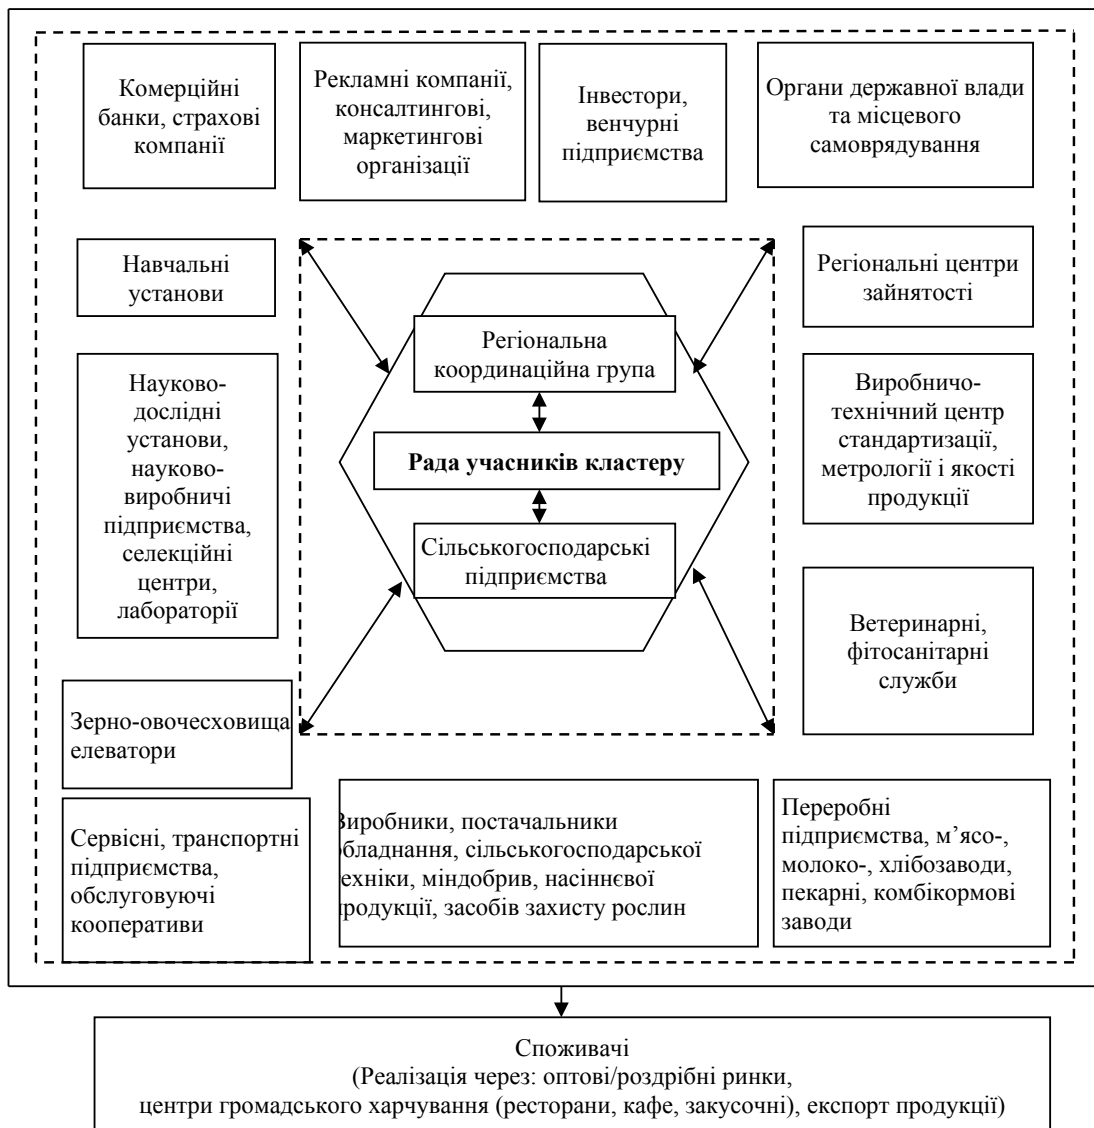 Комерційні
банки, страхові
компанії
Рекламні компанії,
консалтингові,
маркетингові
організації
Інвестори,
венчурні
підприємства
Органи державної влади
та місцевого
самоврядування
Навчальні
установи
Регіональні центри
зайнятості
Регіональна
координаційна група
Науково-
дослідні
установи,
науково-
виробничі
підприємства,
селекційні
центри,
лабораторії
Виробничо-
технічний центр
стандартизації,
метрології і якості
продукції
Рада учасників кластеру
Сільськогосподарські
підприємства
Ветеринарні,
фітосанітарні
служби
Зерно-овочесховища
елеватори
Сервісні, транспортні
підприємства,
обслуговуючі
кооперативи
Виробники, постачальники
обладнання, сільськогосподарської
техніки, міндобрив, насіннєвої
продукції, засобів захисту рослин
Переробні
підприємства, м’ясо-,
молоко-, хлібозаводи,
пекарні, комбікормові
заводи
Споживачі
(Реалізація через: оптові/роздрібні ринки,
центри громадського харчування (ресторани, кафе, закусочні), експорт продукції)